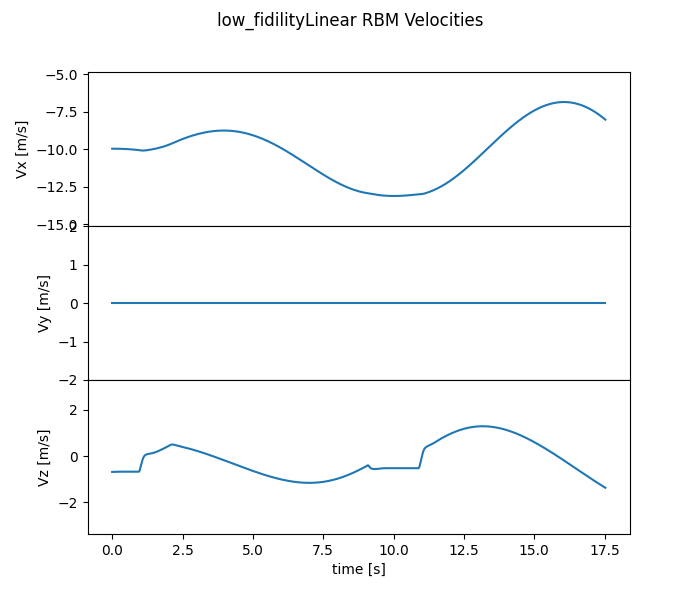 low_fidilityLinear RBM Velocities
−5.0
−7.5
−10.0
−12.5
−15.0
Vx [m/s]
2
1
0
−1
−2
Vy [m/s]
2
0
−2
Vz [m/s]
0.0 2.5 5.0 7.5 10.0 12.5 15.0 17.5
time [s]